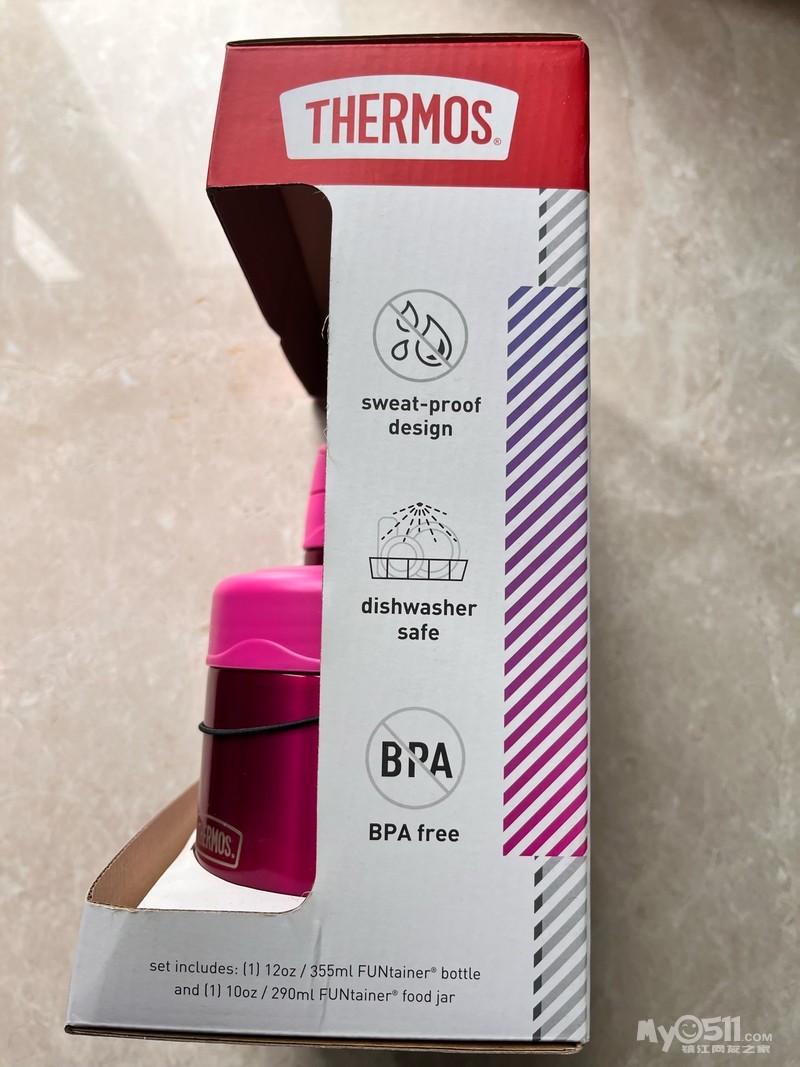 THERMOS®
sweat-proof
design
dishwasher
safe
BPA
BPA free
THERMOS.
set includes: (1) 12oz / 355ml FUNtainer® bottle
and (1) 10oz / 290ml FUNtainer® food jar
My0511.COM
镇江网友之家